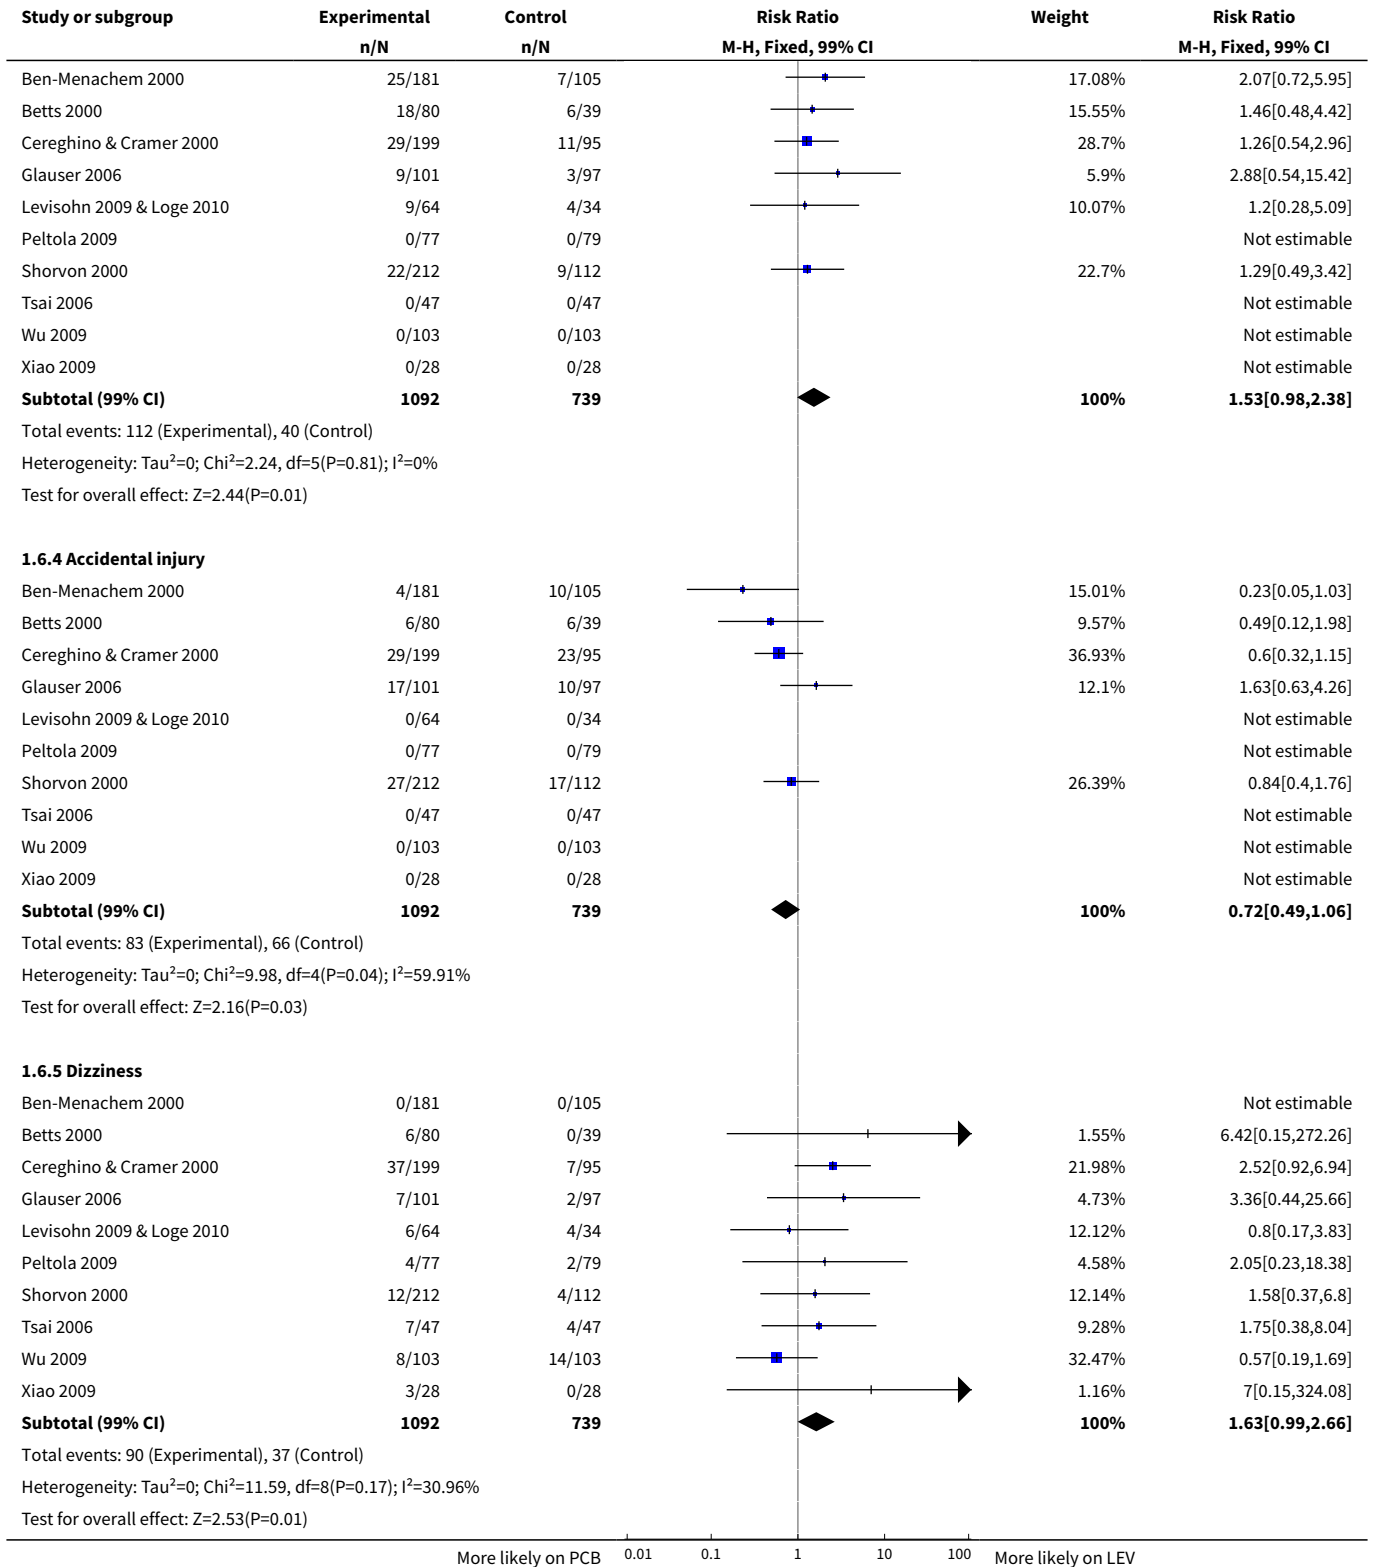 Study or subgroup Experimental Control Risk Ratio Weight Risk Ratio
n/N n/N M-H, Fixed, 99% CI M-H, Fixed, 99% CI
Ben-Menachem 2000 25/181 7/105 17.08% 2.07[0.72,5.95]
Betts 2000 18/80 6/39 15.55% 1.46[0.48,4.42]
Cereghino & Cramer 2000 29/199 11/95 28.7% 1.26[0.54,2.96]
Glauser 2006 9/101 3/97 5.9% 2.88[0.54,15.42]
Levisohn 2009 & Loge 2010 9/64 4/34 10.07% 1.2[0.28,5.09]
Peltola 2009 0/77 0/79 Not estimable
Shorvon 2000 22/212 9/112 22.7% 1.29[0.49,3.42]
Tsai 2006 0/47 0/47 Not estimable
Wu 2009 0/103 0/103 Not estimable
Xiao 2009 0/28 0/28 Not estimable
Subtotal (99% CI) 1092 739 100% 1.53[0.98,2.38]
Total events: 112 (Experimental), 40 (Control)
Heterogeneity: Tau²=0; Chi²=2.24, df=5(P=0.81); I²=0%
Test for overall effect: Z=2.44(P=0.01)
1.6.4 Accidental injury
Ben-Menachem 2000 4/181 10/105 15.01% 0.23[0.05,1.03]
Betts 2000 6/80 6/39 9.57% 0.49[0.12,1.98]
Cereghino & Cramer 2000 29/199 23/95 36.93% 0.6[0.32,1.15]
Glauser 2006 17/101 10/97 12.1% 1.63[0.63,4.26]
Levisohn 2009 & Loge 2010 0/64 0/34 Not estimable
Peltola 2009 0/77 0/79 Not estimable
Shorvon 2000 27/212 17/112 26.39% 0.84[0.4,1.76]
Tsai 2006 0/47 0/47 Not estimable
Wu 2009 0/103 0/103 Not estimable
Xiao 2009 0/28 0/28 Not estimable
Subtotal (99% CI) 1092 739 100% 0.72[0.49,1.06]
Total events: 83 (Experimental), 66 (Control)
Heterogeneity: Tau²=0; Chi²=9.98, df=4(P=0.04); I²=59.91%
Test for overall effect: Z=2.16(P=0.03)
1.6.5 Dizziness
Ben-Menachem 2000 0/181 0/105 Not estimable
Betts 2000 6/80 0/39 1.55% 6.42[0.15,272.26]
Cereghino & Cramer 2000 37/199 7/95 21.98% 2.52[0.92,6.94]
Glauser 2006 7/101 2/97 4.73% 3.36[0.44,25.66]
Levisohn 2009 & Loge 2010 6/64 4/34 12.12% 0.8[0.17,3.83]
Peltola 2009 4/77 2/79 4.58% 2.05[0.23,18.38]
Shorvon 2000 12/212 4/112 12.14% 1.58[0.37,6.8]
Tsai 2006 7/47 4/47 9.28% 1.75[0.38,8.04]
Wu 2009 8/103 14/103 32.47% 0.57[0.19,1.69]
Xiao 2009 3/28 0/28 1.16% 7[0.15,324.08]
Subtotal (99% CI) 1092 739 100% 1.63[0.99,2.66]
Total events: 90 (Experimental), 37 (Control)
Heterogeneity: Tau²=0; Chi²=11.59, df=8(P=0.17); I²=30.96%
Test for overall effect: Z=2.53(P=0.01)
More likely on PCB 0.01 0.1 1 10 100 More likely on LEV